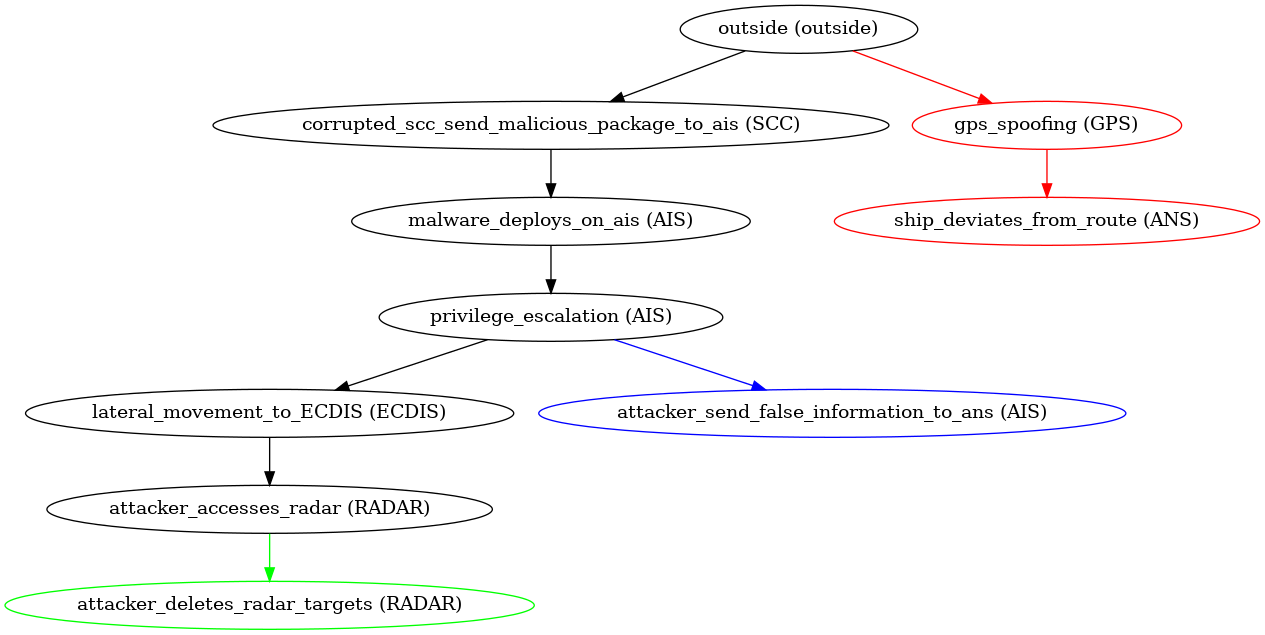 outside (outside)
corrupted_scc_send_malicious_package_to_ais (SCC)
gps_spoofing (GPS)
malware_deploys_on_ais (AIS)
ship_deviates_from_route (ANS)
privilege_escalation (AIS)
lateral_movement_to_ECDIS (ECDIS)
attacker_send_false_information_to_ans (AIS)
attacker_accesses_radar (RADAR)
attacker_deletes_radar_targets (RADAR)